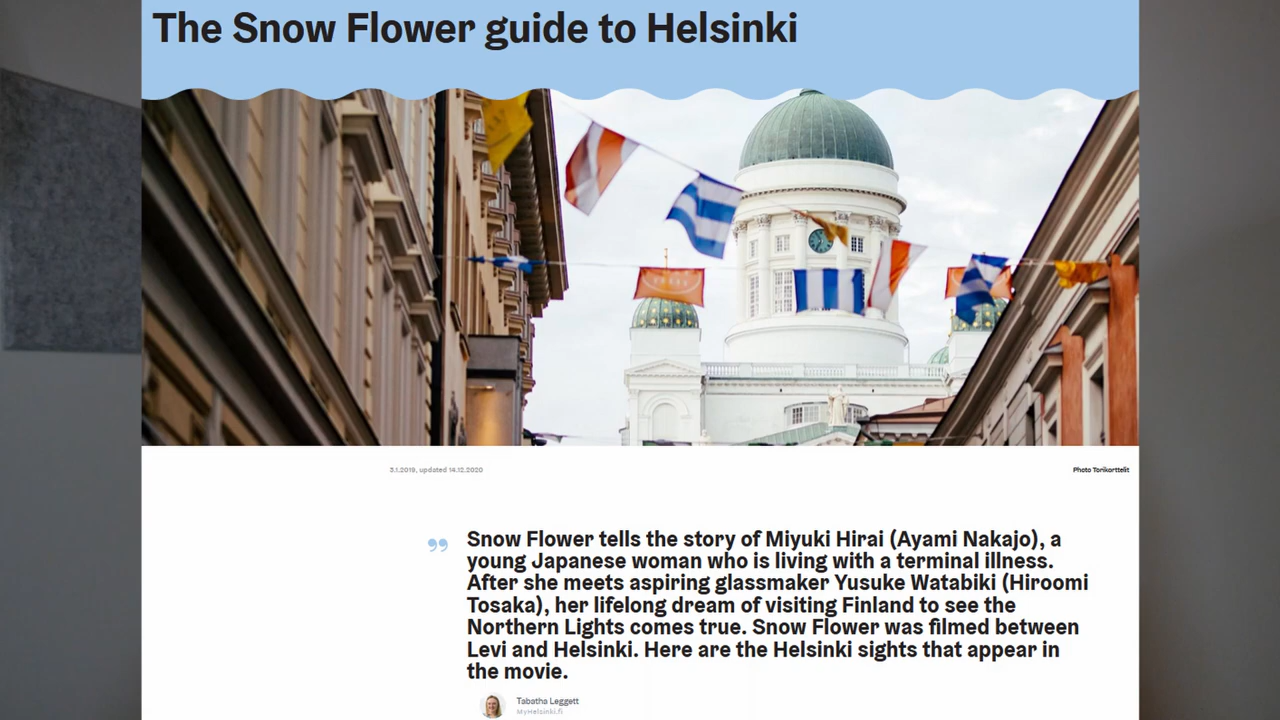 The Snow Flower guide to Helsinki
3.1.2019, updated 14.12.2020
Photo Torikorttelit
Snow Flower tells the story of Miyuki Hirai (Ayami Nakajo), a
young Japanese woman who is living with a terminal illness.
After she meets aspiring glassmaker Yusuke Watabiki (Hiroomi
Tosaka), her lifelong dream of visiting Finland to see the
Northern Lights comes true. Snow Flower was filmed between
Levi and Helsinki. Here are the Helsinki sights that appear in
the movie.
Tabatha Leggett
MyHelsinki.fi